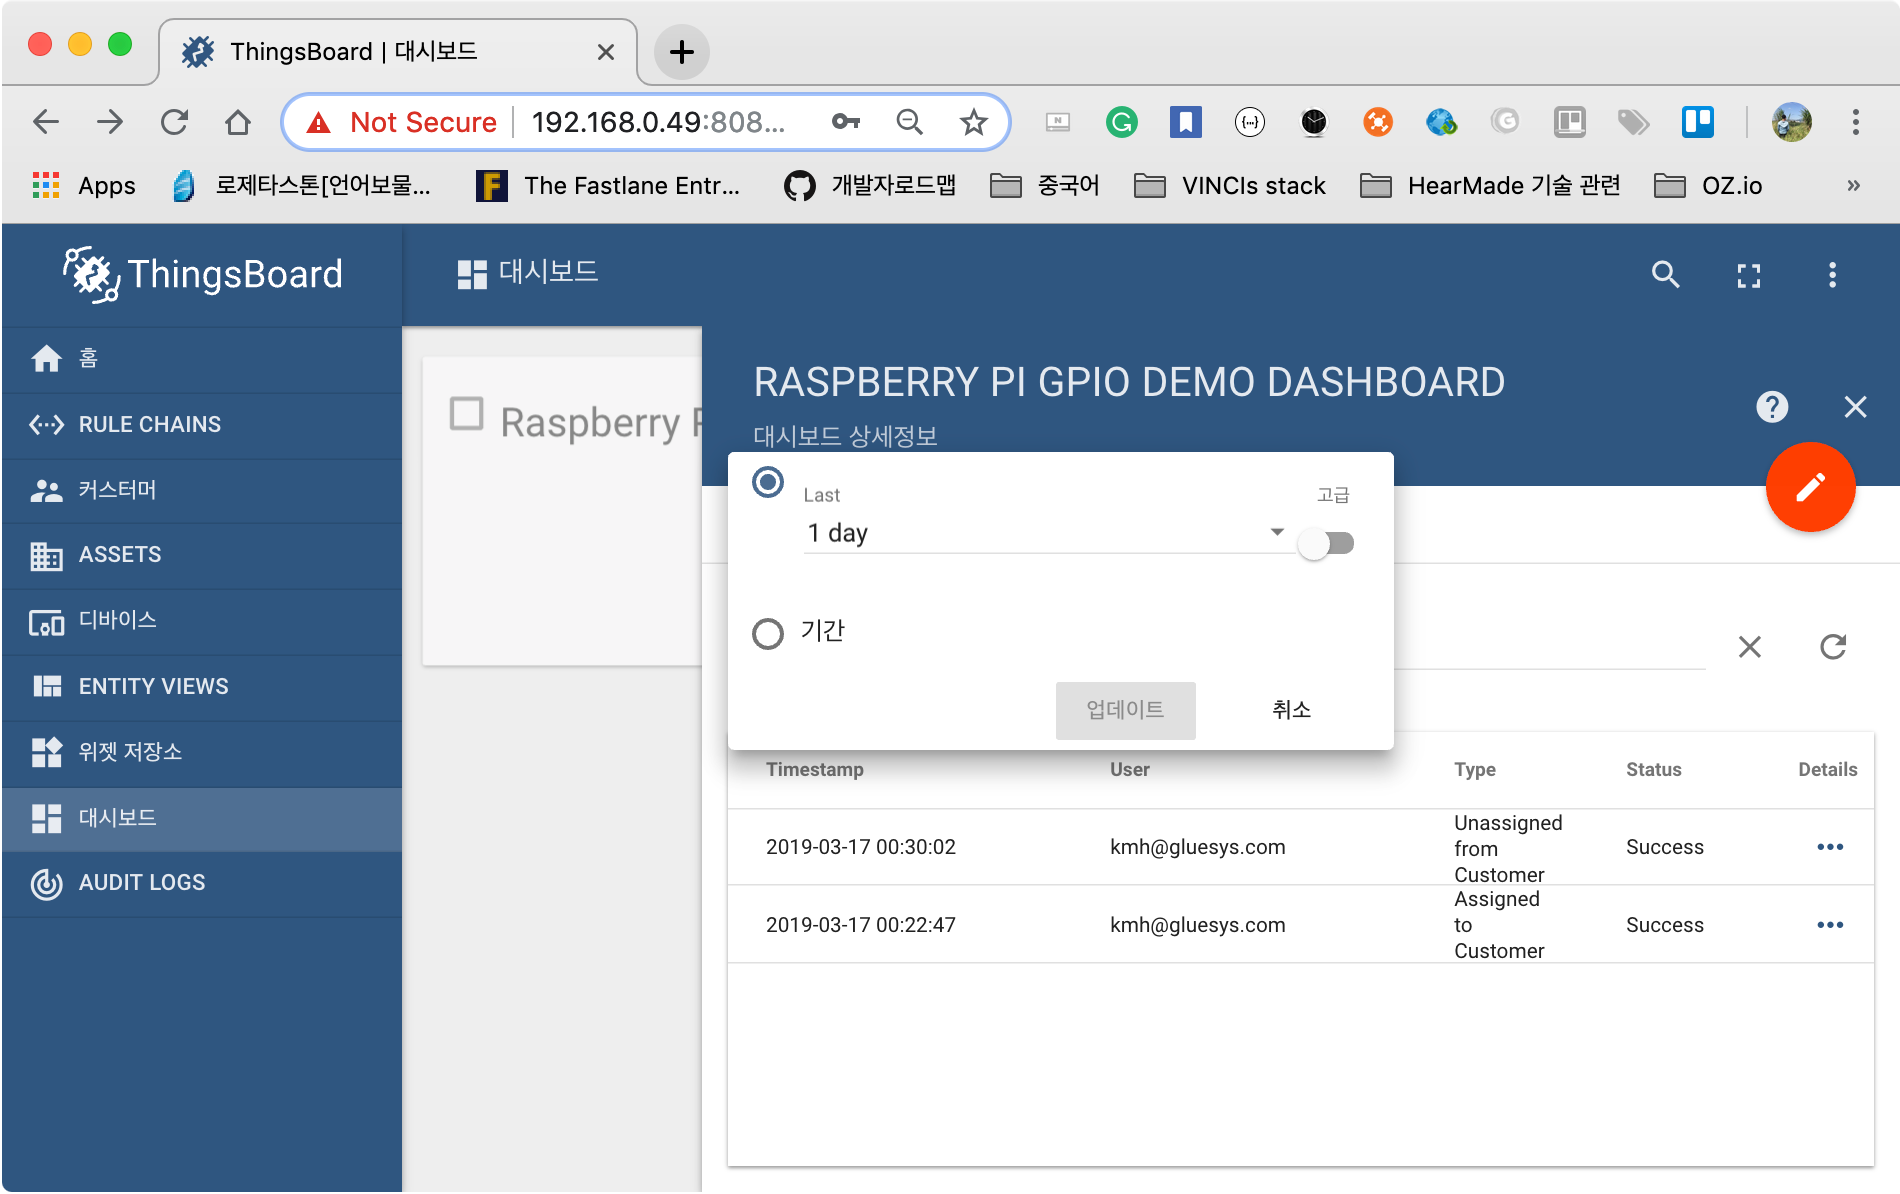 ThingsBoard | 대시보드
Not Secure
192.168.0.49:808...
Apps
로제타스톤[언어보물...
The Fastlane Entr...
개발자로드맵
중국어
VINCIs stack
HearMade 기술 관련
OZ.io
»
ThingsBoard
대시보드
홈
RULE CHAINS
커스터머
ASSETS
디바이스
ENTITY VIEWS
위젯 저장소
대시보드
AUDIT LOGS
Raspberry
RASPBERRY PI GPIO DEMO DASHBOARD
대시보드 상세정보
Last
고급
1 day
기간
업데이트
취소
Timestamp User Type Status Details
2019-03-17 00:30:02 kmh@gluesys.com Unassigned from Customer Success
2019-03-17 00:22:47 kmh@gluesys.com Assigned to Customer Success